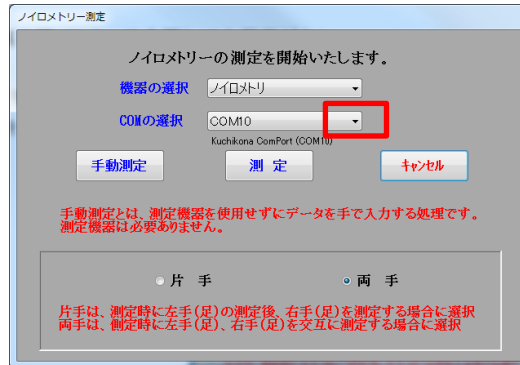 ノイロメトリー測定
ノイロメトリーの測定を開始いたします。
機器の選択 ノイロメトリ
COMの選択 COM10
Kuchikona ComPort (COM10)
手動測定 測 定 キャンセル
手動測定とは、測定機器を使用せずにデータを手で入力する処理です。
測定機器は必要ありません。
片 手 両 手
片手は、測定時に左手(足)の測定後、右手(足)を測定する場合に選択
両手は、測定時に左手(足)、右手(足)を交互に測定する場合に選択